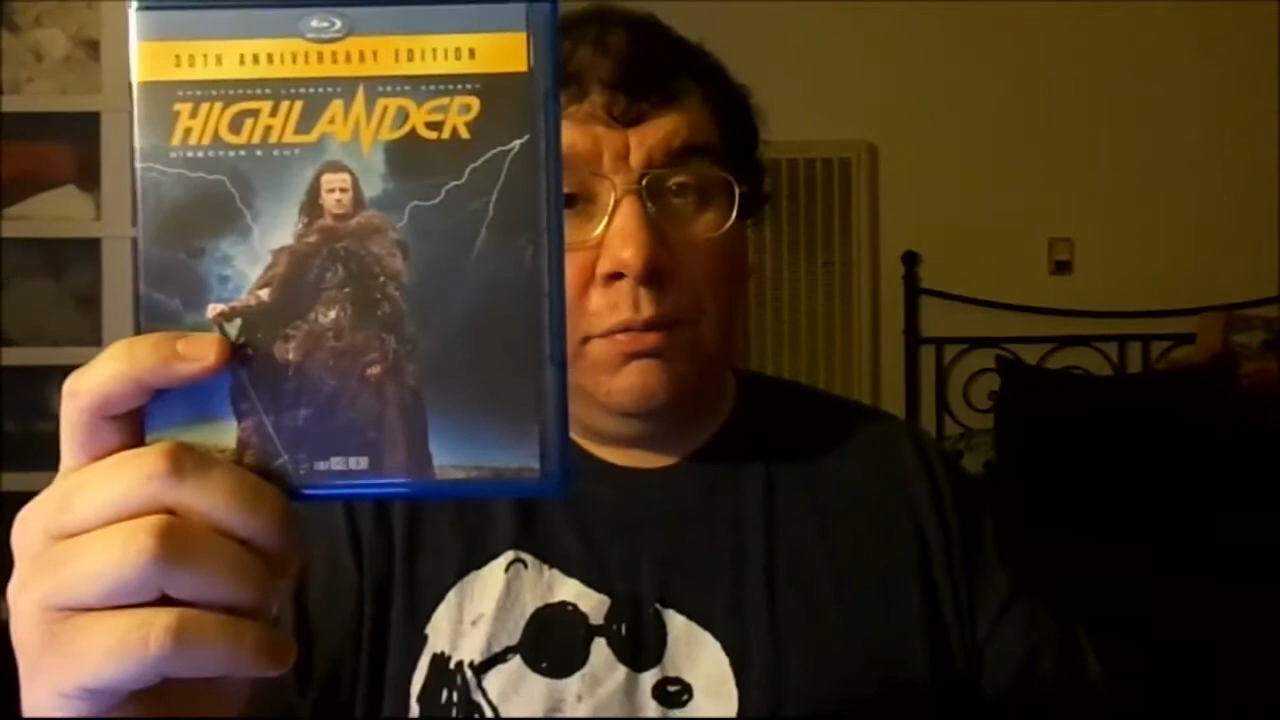 30TH ANNIVERSARY EDITION
CHRISTOPHER LAMBERT SEAN CONNERY
HIGHLANDER
DIRECTOR'S CUT